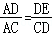 AD/AC = DE/CD